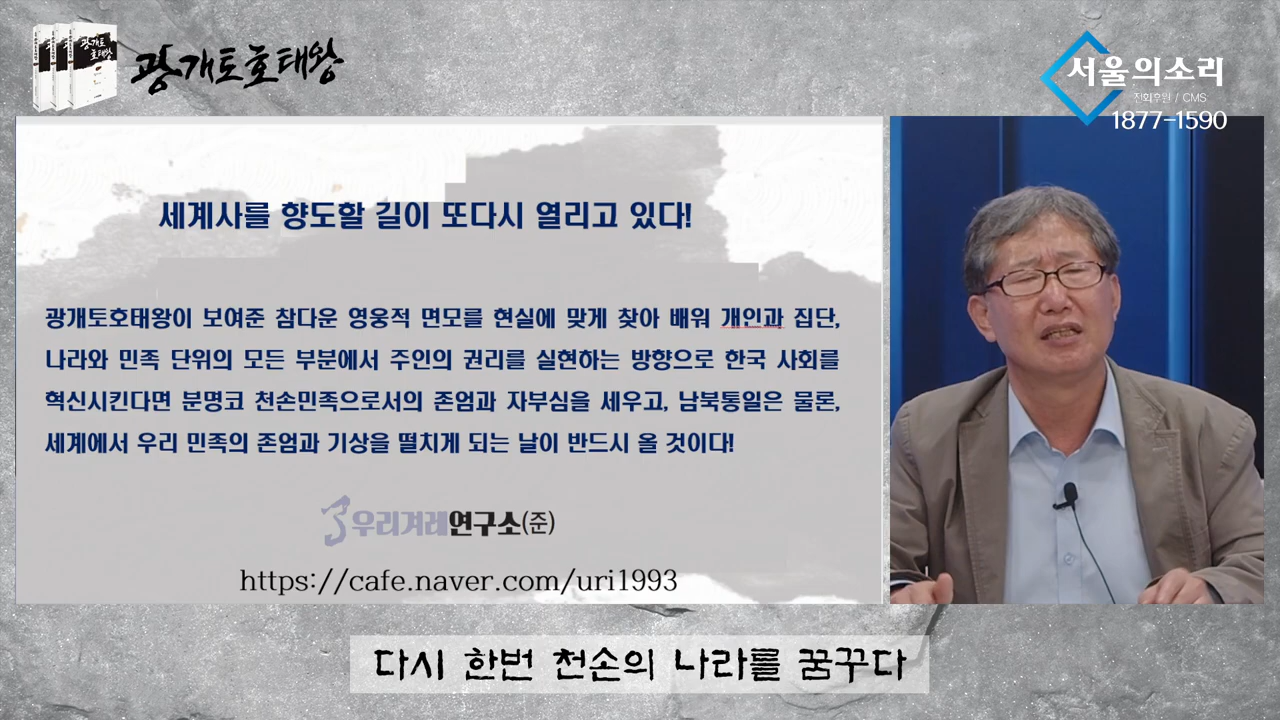 광개토호태왕
광개토
호태왕
서울의소리
전화후원 / CMS
1877-1590
세계사를 향도할 길이 또다시 열리고 있다!
광개토호태왕이 보여준 참다운 영웅적 면모를 현실에 맞게 찾아 배워 개인과 집단,
나라와 민족 단위의 모든 부분에서 주인의 권리를 실현하는 방향으로 한국 사회를
혁신시킨다면 분명코 천손민족으로서의 존엄과 자부심을 세우고, 남북통일은 물론,
세계에서 우리 민족의 존엄과 기상을 떨치게 되는 날이 반드시 올 것이다!
우리겨레연구소(준)
https://cafe.naver.com/uri1993
다시 한번 천손의 나라를 꿈꾸다